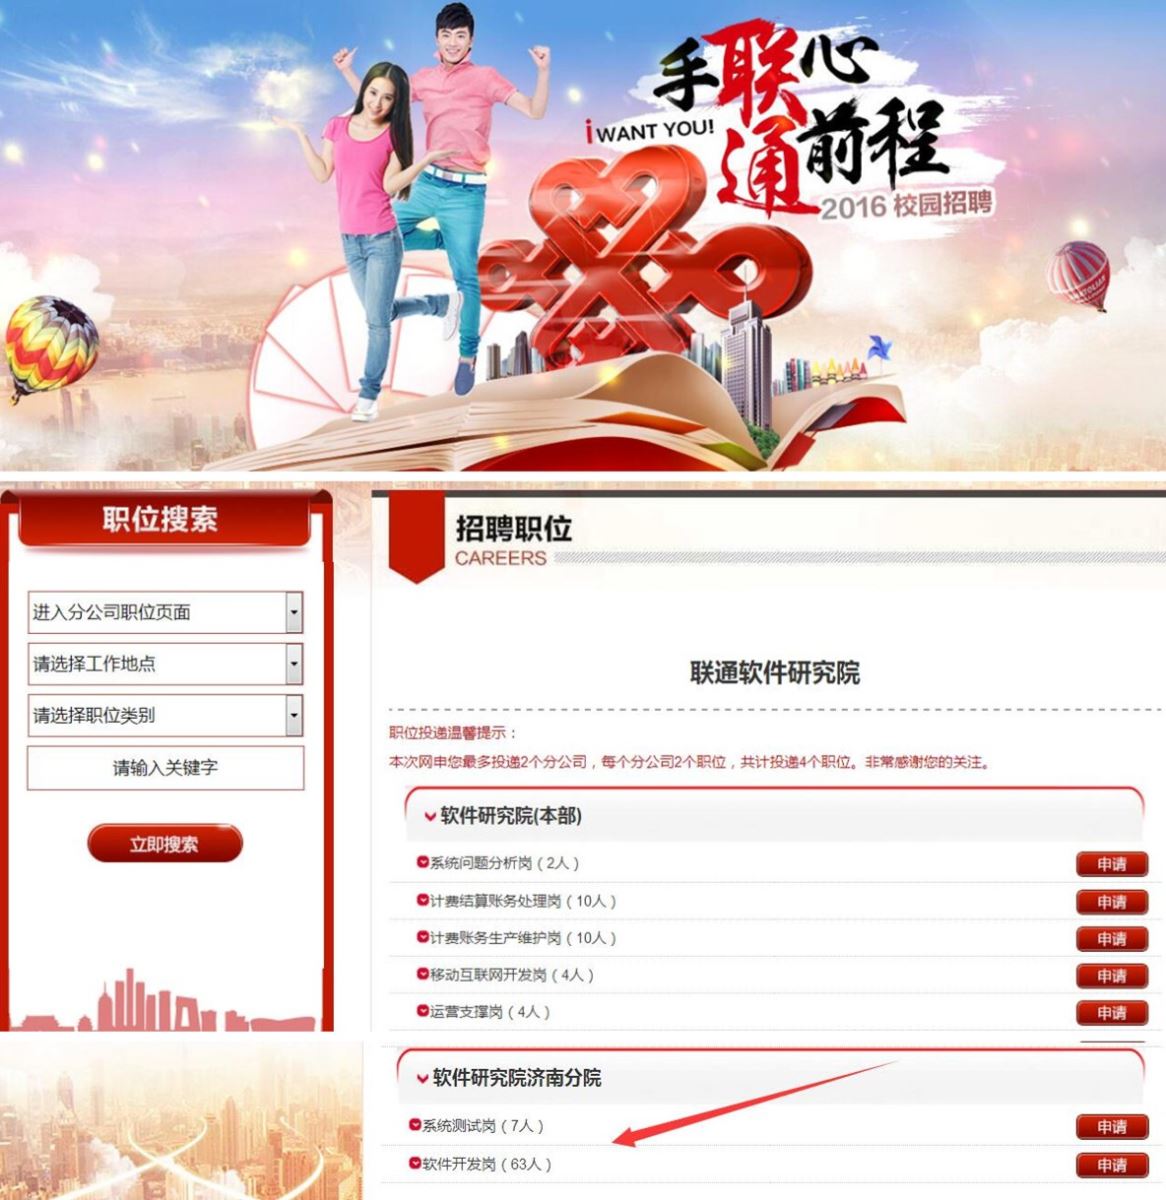 手联心
iWANT YOU!
通前程
2016 校园招聘
职位搜索
进入分公司职位页面
请选择工作地点
请选择职位类别
请输入关键字
立即搜索
招聘职位
CAREERS
联通软件研究院
职位投递温馨提示：
本次网申您最多投递2个分公司，每个分公司2个职位，共计投递4个职位。非常感谢您的关注。
软件研究院(本部)
系统问题分析岗（2人） 申请
计费结算账务处理岗（10人） 申请
计费账务生产维护岗（10人） 申请
移动互联网开发岗（4人） 申请
运营支撑岗（4人） 申请
软件研究院济南分院
系统测试岗（7人） 申请
软件开发岗（63人） 申请